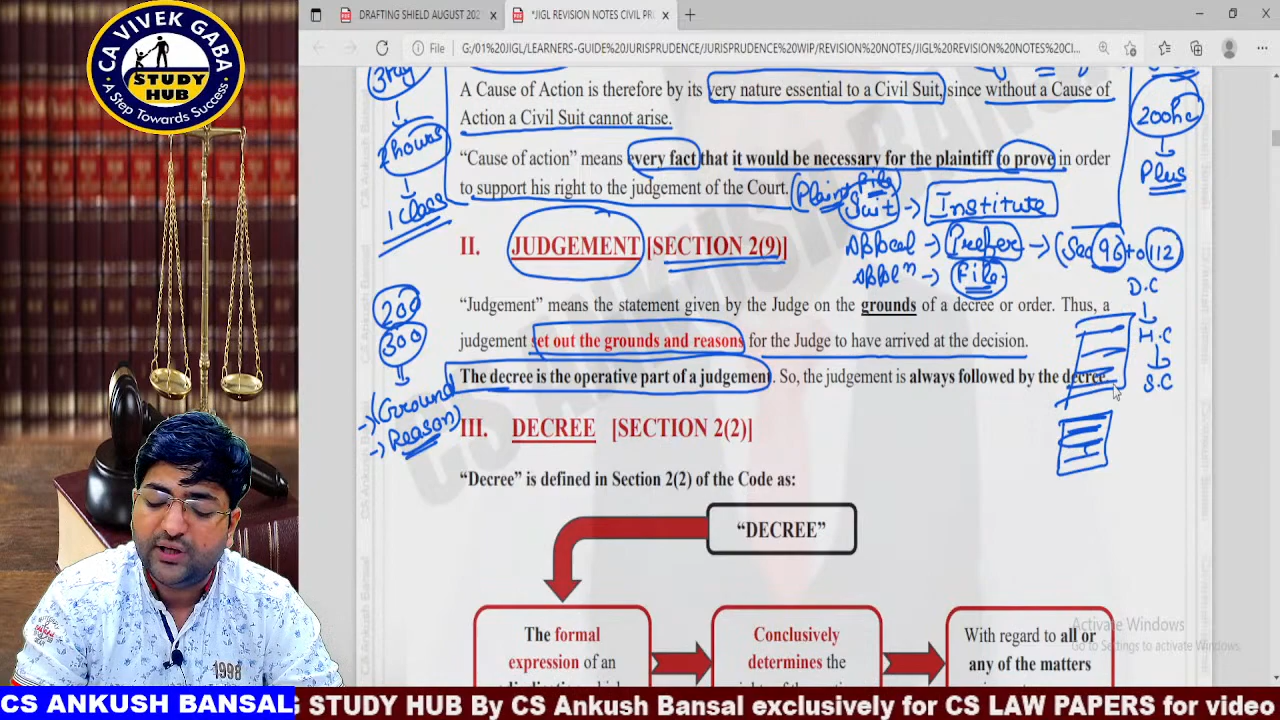 CA VIVEK GABA
STUDY
HUB
A Step Towards Success
DRAFTING SHIELD AUGUST 202
*JIGL REVISION NOTES CIVIL PR
File
G:/01%20JIGL/LEARNERS-GUIDE%20JURISPRUDENCE/JURISPRUDENCE%20WIP/REVISION%20NOTES/JIGL%20REVISION%20NOTES%20CI...
A Cause of Action is therefore by its very nature essential to a Civil Suit, since without a Cause of
Action a Civil Suit cannot arise.
2 hours
1 class
Plus
"Cause of action" means every fact that it would be necessary for the plaintiff to prove in order
to support his right to the judgement of the Court.
File
Suit → Institute
Prefer → (Sec 96 to 112
File
II. JUDGEMENT [SECTION 2(9)]
200
300
→ Ground
→ Reason
D.C
H.C
S.C
"Judgement" means the statement given by the Judge on the grounds of a decree or order. Thus, a
judgement set out the grounds and reasons for the Judge to have arrived at the decision.
The decree is the operative part of a judgement. So, the judgement is always followed by the decree.
III. DECREE [SECTION 2(2)]
"Decree" is defined in Section 2(2) of the Code as:
"DECREE"
The formal
expression of an
Conclusively
determines the
With regard to all or
any of the matters
Activate Windows
Go to Settings to activate Windows.
1998
CS ANKUSH BANSAL
STUDY HUB By CS Ankush Bansal exclusively for CS LAW PAPERS for video